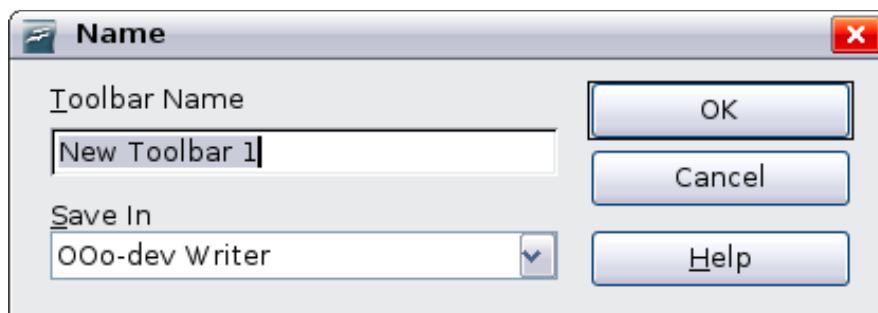 Name
Toolbar Name
New Toolbar 1
Save In
OOo-dev Writer
OK
Cancel
Help